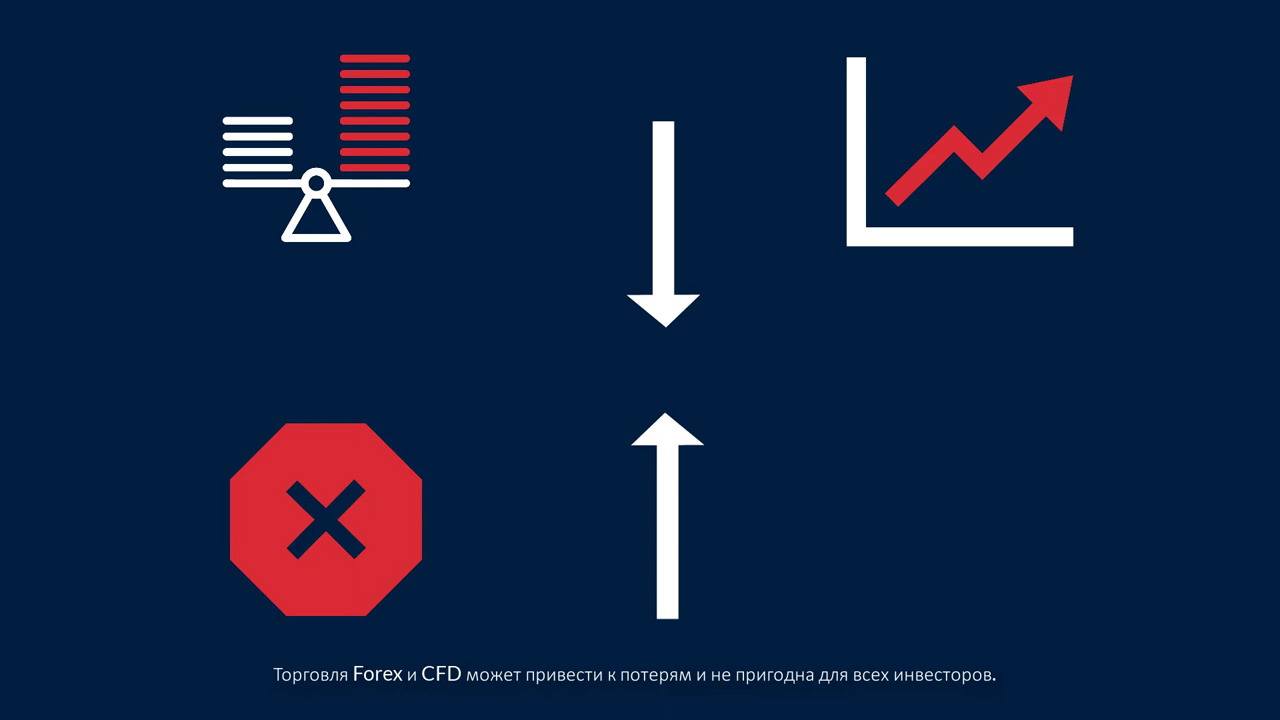 Торговля Forex и CFD может привести к потерям и не пригодна для всех инвесторов.